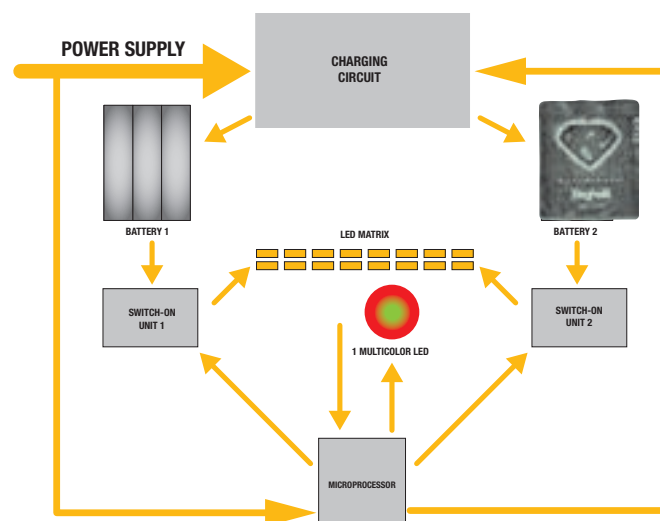 POWER SUPPLY
CHARGING
CIRCUIT
BATTERY 1
BATTERY 2
LED MATRIX
SWITCH-ON
UNIT 1
SWITCH-ON
UNIT 2
1 MULTICOLOR LED
MICROPROCESSOR